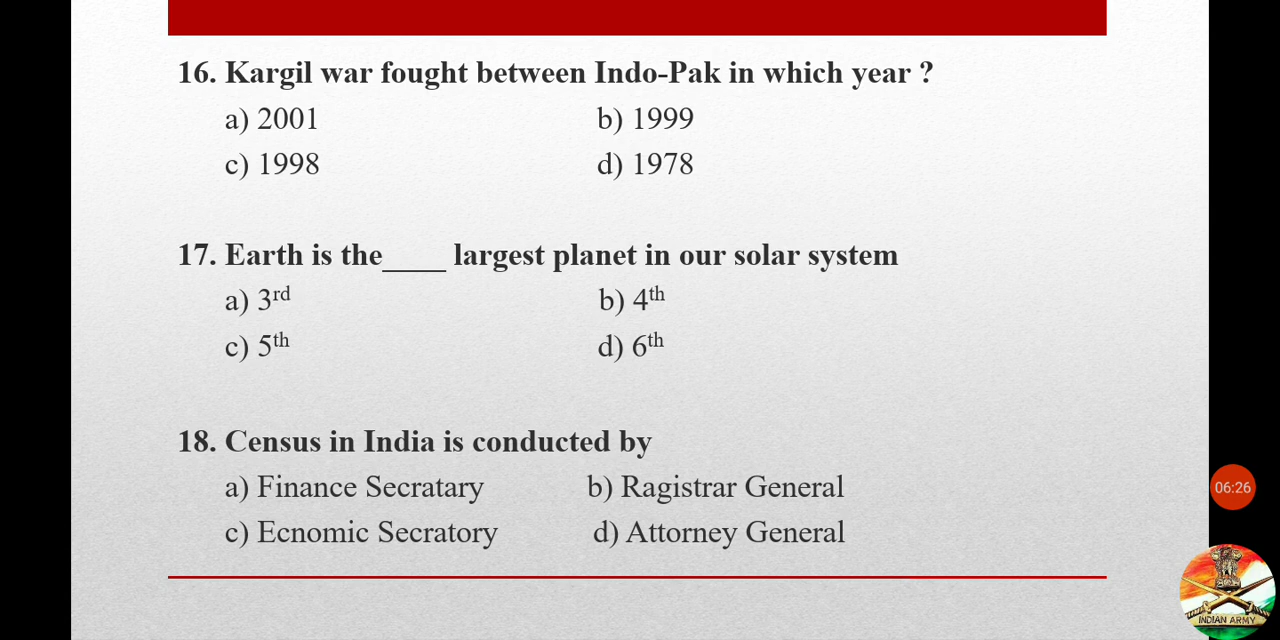 16. Kargil war fought between Indo-Pak in which year ?
a) 2001 b) 1999
c) 1998 d) 1978
17. Earth is the____ largest planet in our solar system
a) 3rd b) 4th
c) 5th d) 6th
18. Census in India is conducted by
a) Finance Secratary b) Ragistrar General
c) Ecnomic Secratory d) Attorney General
06:26
INDIAN ARMY